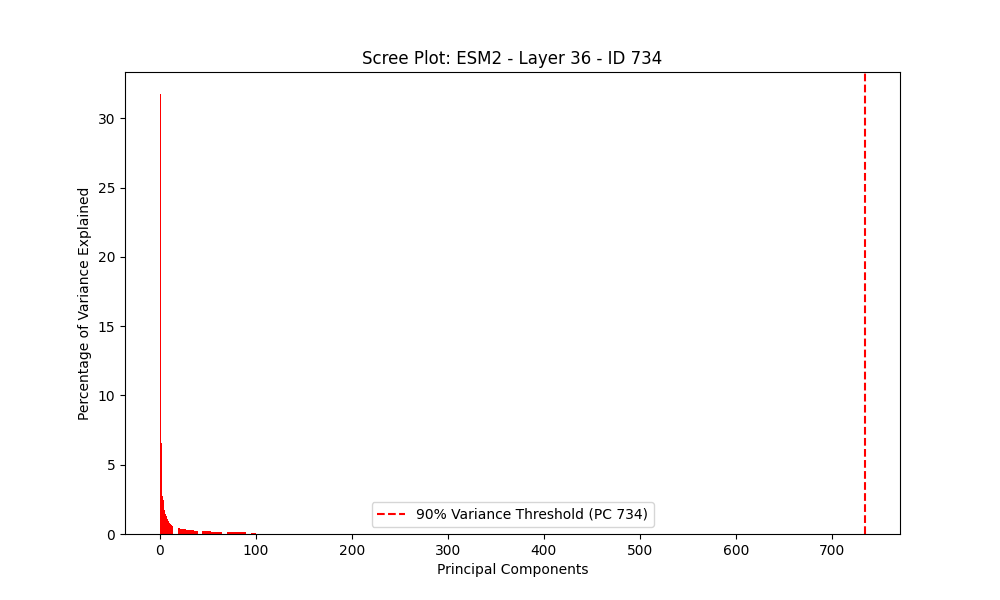 Scree Plot: ESM2 - Layer 36 - ID 734
Percentage of Variance Explained
30
25
20
15
10
5
0
90% Variance Threshold (PC 734)
0 100 200 300 400 500 600 700
Principal Components